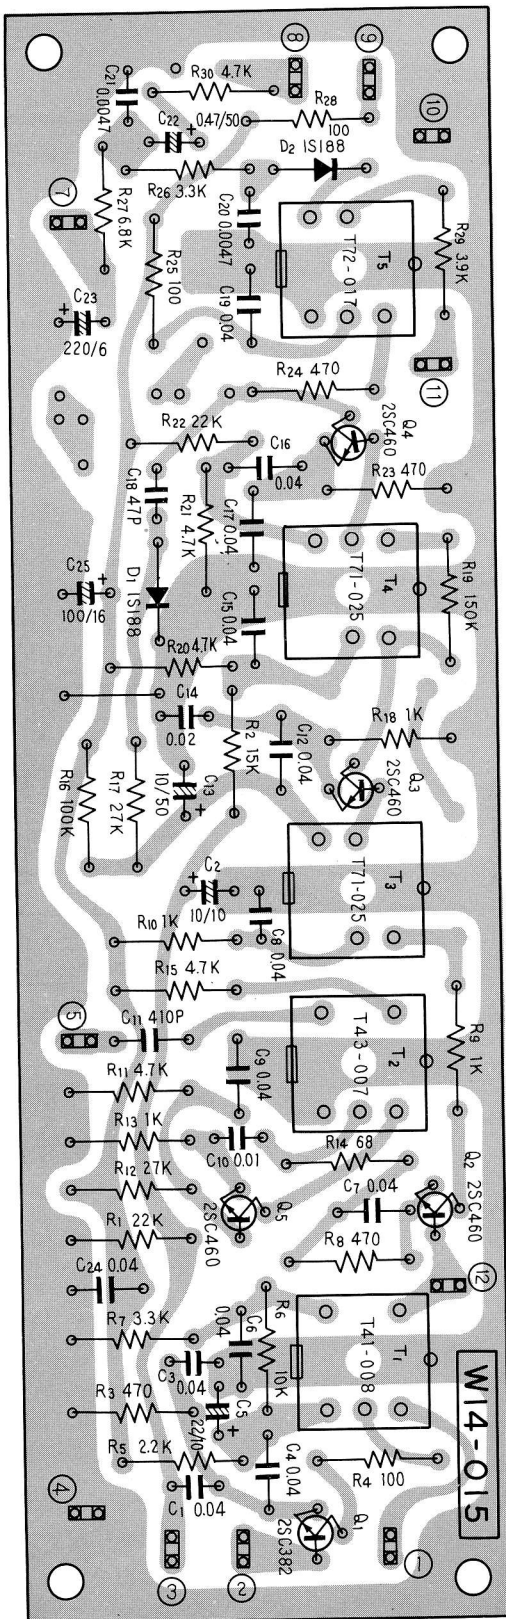 ⑧
⑨
C21 0.0047
R30 4.7K
C22 0.47/50
R28 100
⑩
D2 IS188
R26 3.3K
⑦
R27 6.8K
C20 0.0047
R25 100
T72-017
T5
R29 3.9K
C19 0.04
C23
220/6
⑪
R24 470
R22 22K
Q4
2SC460
C16
0.04
R23 470
C18 47P
R21 4.7K
C17 0.04
T71-025
T4
R19 150K
C25
100/16
D1 IS188
C15 0.04
R20 4.7K
C14
0.02
R2 15K
C12 0.04
R18 1K
Q3
2SC460
R16 100K
R17 27K
C13
10/50
C2
10/10
T71-025
T3
C8 0.04
R10 1K
R15 4.7K
⑤
C11 410P
C9 0.04
T43-007
T2
R9 1K
R11 4.7K
R13 1K
C10 0.01
R14 68
R12 27K
Q5
2SC460
C7 0.04
Q2 2SC460
R1 22K
R8 470
C24 0.04
⑫
R7 3.3K
C6
0.04
R6
10K
T41-008
T1
C3
0.04
R3 470
C5
22/10
W14-015
R5 2.2K
C4 0.04
R4 100
④
C1 0.04
Q1
2SC382
③
②
①